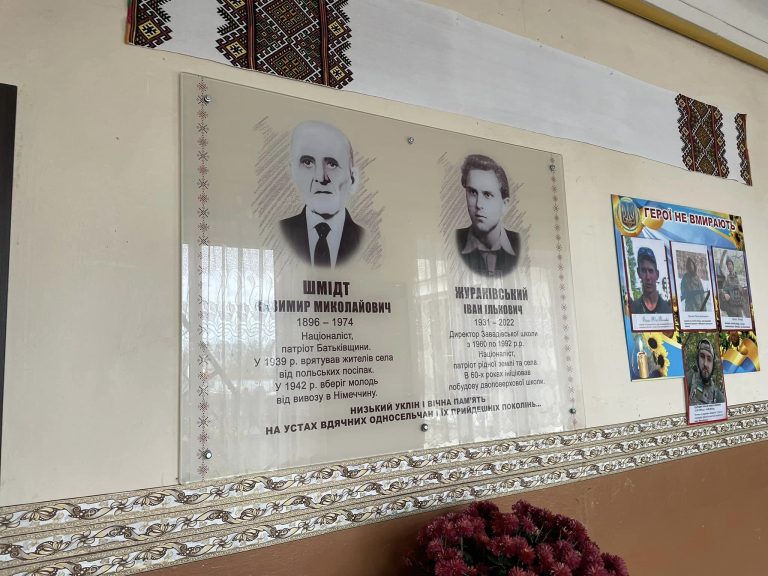 ШМІДТ
КАЗИМИР МИКОЛАЙОВИЧ
1896 – 1974
Націоналіст,
патріот Батьківщини.
У 1939 р. врятував жителів села
від польських посіпак.
У 1942 р. вберіг молодь
від вивозу в Німеччину.
ЖУРАКІВСЬКИЙ
ІВАН ІЛЬКОВИЧ
1931 – 2022
Директор Завадівської школи
з 1960 по 1992 р.р.
Націоналіст,
патріот рідної землі та села.
В 60-х роках ініціював
побудову двоповерхової школи.
НИЗЬКИЙ УКЛІН І ВІЧНА ПАМ'ЯТЬ
НА УСТАХ ВДЯЧНИХ ОДНОСЕЛЬЧАН І ЇХ ПРИЙДЕШНІХ ПОКОЛІНЬ...
ГЕРОЇ НЕ ВМИРАЮТЬ